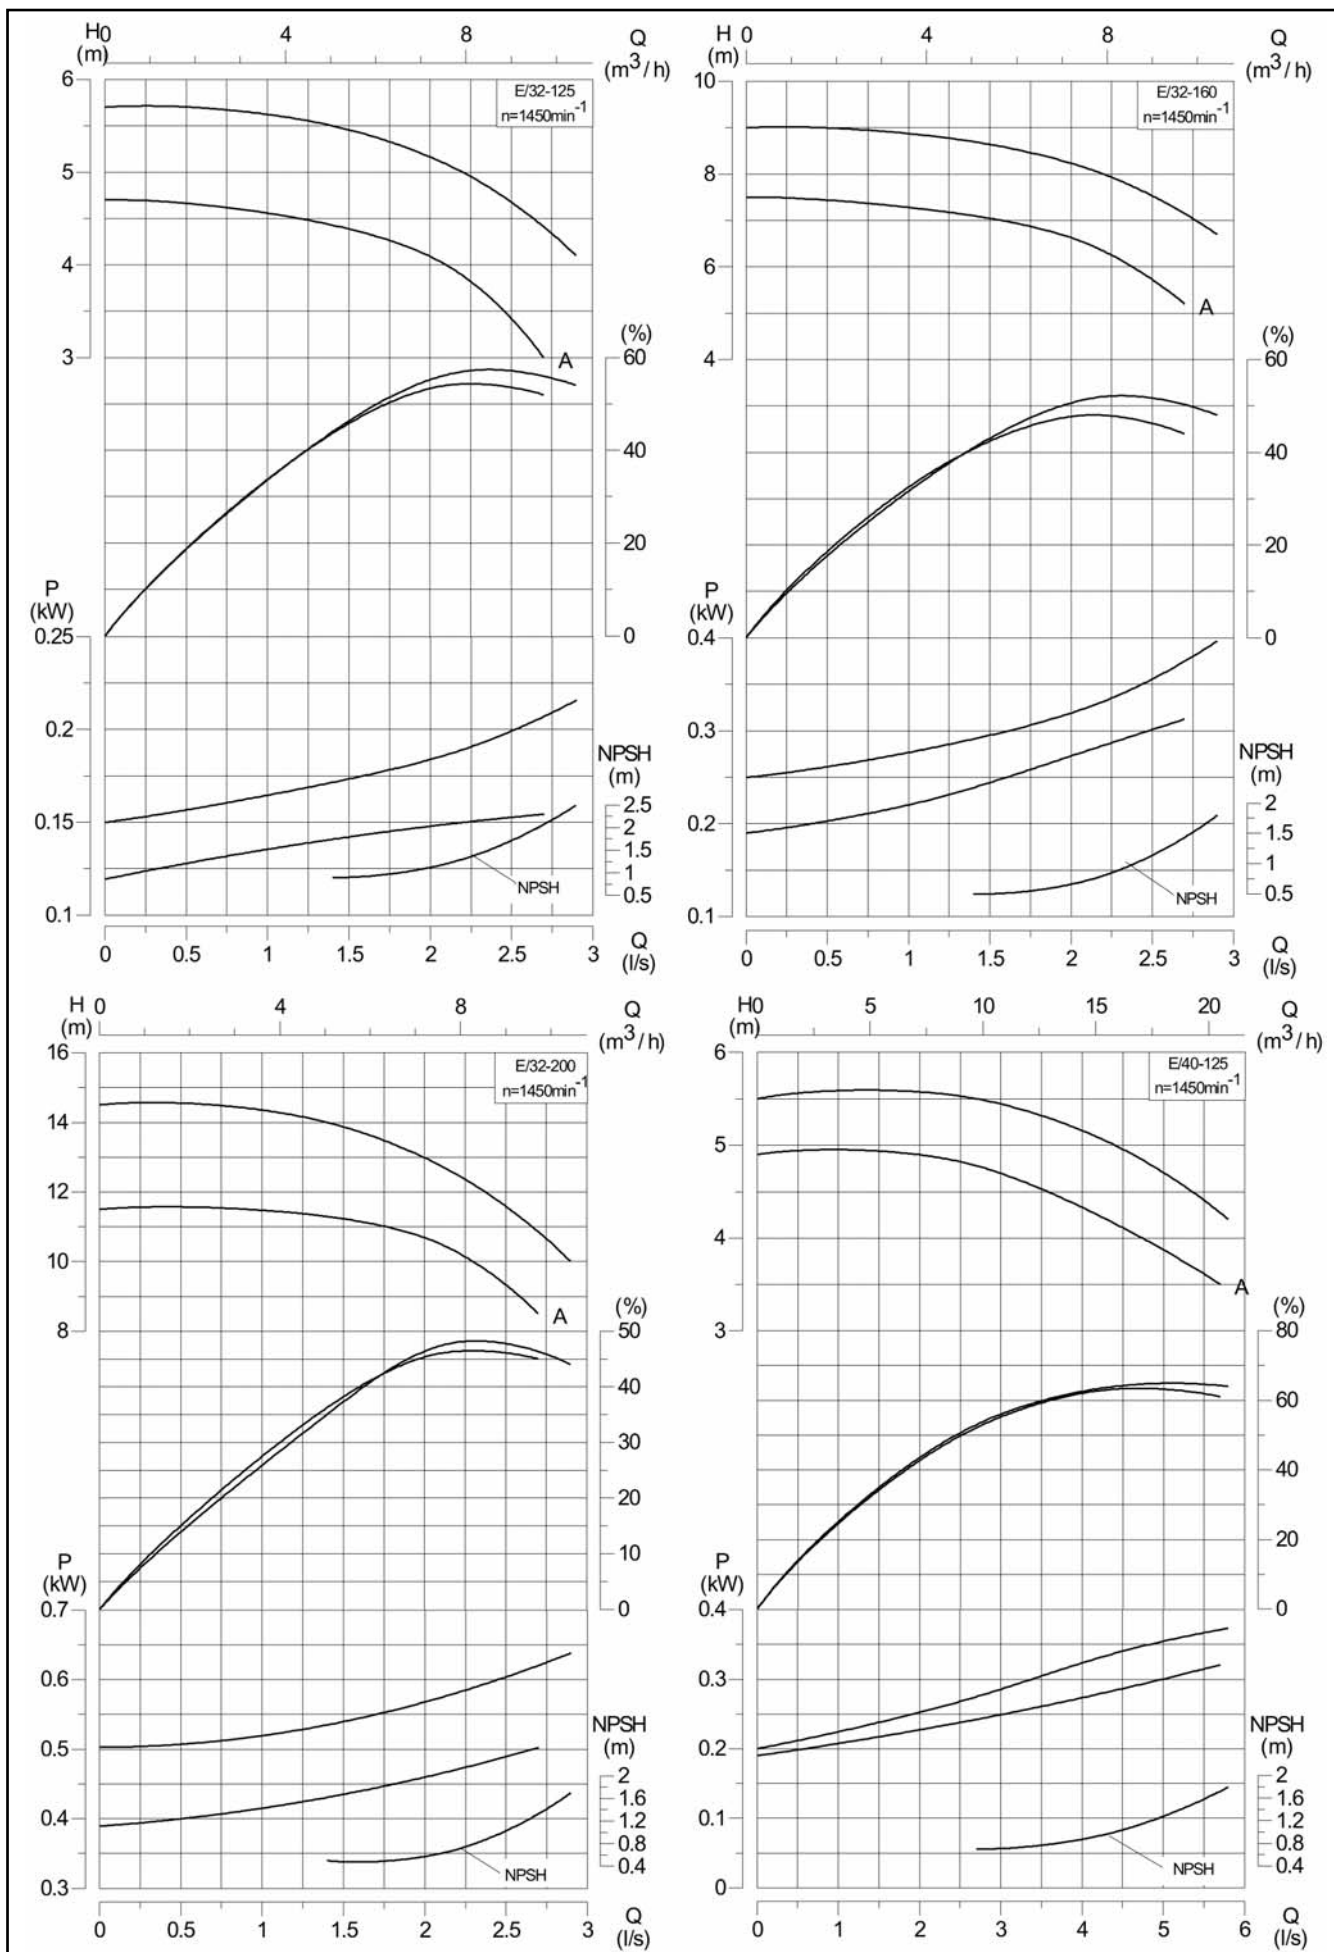 H 0 4 8 Q
(m) (m³/h)
E/32-125
n=1450min⁻¹
6
5
4
3
A
(%)
60
40
20
0
P
(kW)
0.25
0.2
0.15
0.1
NPSH
(m)
2.5
2
1.5
1
0.5
NPSH
0 0.5 1 1.5 2 2.5 3 Q
(l/s)
H 0 4 8 Q
(m) (m³/h)
E/32-160
n=1450min⁻¹
10
8
6
4
A
(%)
60
40
20
0
P
(kW)
0.4
0.3
0.2
0.1
NPSH
(m)
2
1.5
1
0.5
NPSH
0 0.5 1 1.5 2 2.5 3 Q
(l/s)
H 0 4 8 Q
(m) (m³/h)
E/32-200
n=1450min⁻¹
16
14
12
10
8
A
(%)
50
40
30
20
10
0
P
(kW)
0.7
0.6
0.5
0.4
0.3
NPSH
(m)
2
1.6
1.2
0.8
0.4
NPSH
0 0.5 1 1.5 2 2.5 3 Q
(l/s)
H 0 5 10 15 20 Q
(m) (m³/h)
E/40-125
n=1450min⁻¹
6
5
4
3
A
(%)
80
60
40
20
0
P
(kW)
0.4
0.3
0.2
0.1
0
NPSH
(m)
2
1.6
1.2
0.8
0.4
NPSH
0 1 2 3 4 5 6 Q
(l/s)